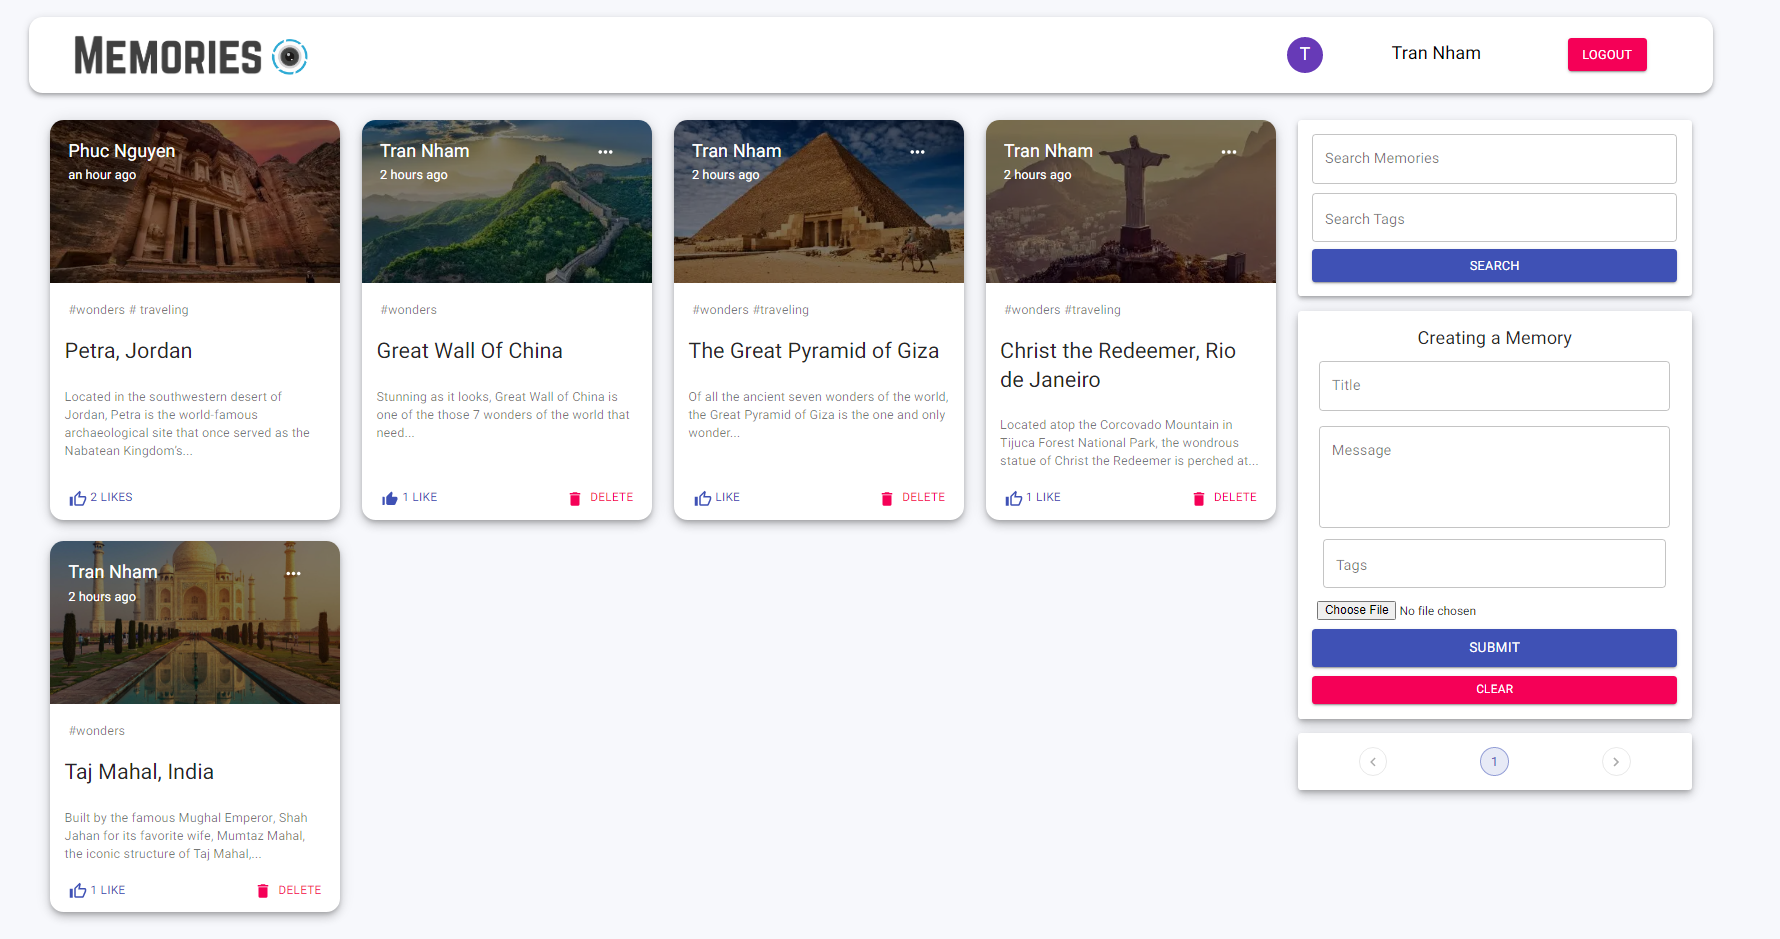 MEMORIES
T
Tran Nham
LOGOUT
Phuc Nguyen
an hour ago
#wonders # traveling
Petra, Jordan
Located in the southwestern desert of
Jordan, Petra is the world-famous
archaeological site that once served as the
Nabatean Kingdom's...
2 LIKES
Tran Nham
2 hours ago
#wonders
Great Wall Of China
Stunning as it looks, Great Wall of China is
one of the those 7 wonders of the world that
need...
1 LIKE
DELETE
Tran Nham
2 hours ago
#wonders #traveling
The Great Pyramid of Giza
Of all the ancient seven wonders of the world,
the Great Pyramid of Giza is the one and only
wonder...
LIKE
DELETE
Tran Nham
2 hours ago
#wonders #traveling
Christ the Redeemer, Rio
de Janeiro
Located atop the Corcovado Mountain in
Tijuca Forest National Park, the wondrous
statue of Christ the Redeemer is perched at...
1 LIKE
DELETE
Tran Nham
2 hours ago
#wonders
Taj Mahal, India
Built by the famous Mughal Emperor, Shah
Jahan for its favorite wife, Mumtaz Mahal,
the iconic structure of Taj Mahal,...
1 LIKE
DELETE
Search Memories
Search Tags
SEARCH
Creating a Memory
Title
Message
Tags
Choose File No file chosen
SUBMIT
CLEAR
1